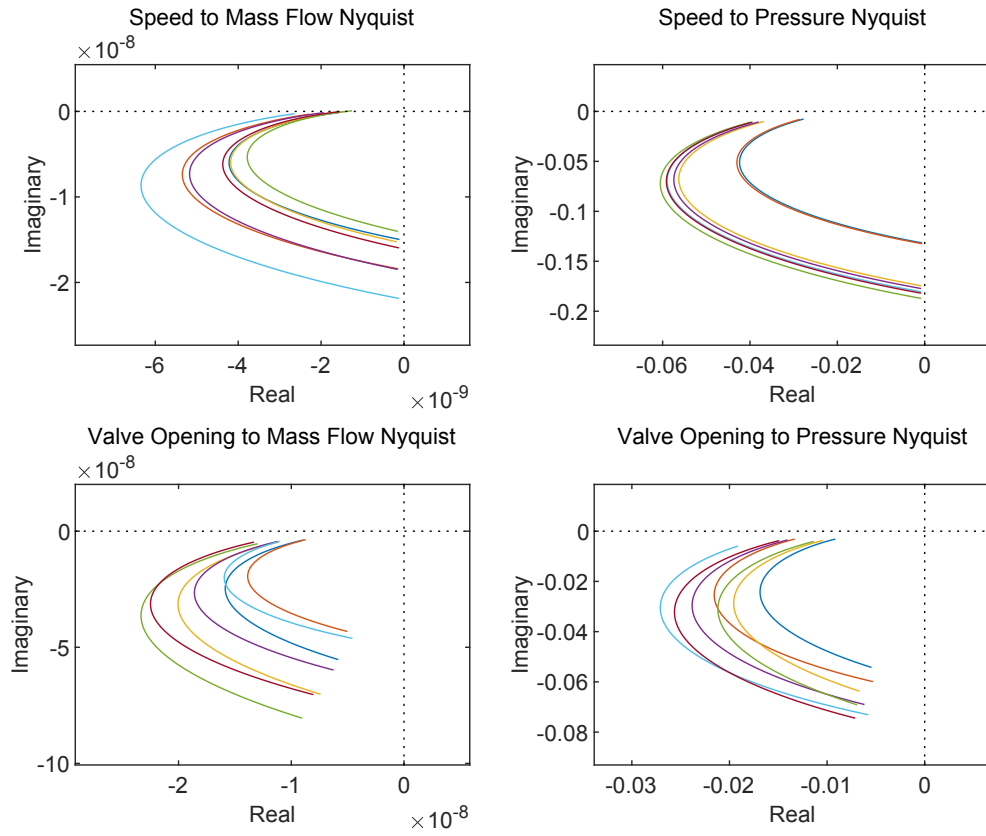 Speed to Mass Flow Nyquist
×10⁻⁸
0
-1
-2
Imaginary
-6
-4
-2
0
Real
×10⁻⁹
Speed to Pressure Nyquist
0
-0.05
-0.1
-0.15
-0.2
Imaginary
-0.06
-0.04
-0.02
0
Real
Valve Opening to Mass Flow Nyquist
×10⁻⁸
0
-5
-10
Imaginary
-2
-1
0
Real
×10⁻⁸
Valve Opening to Pressure Nyquist
0
-0.02
-0.04
-0.06
-0.08
Imaginary
-0.03
-0.02
-0.01
0
Real